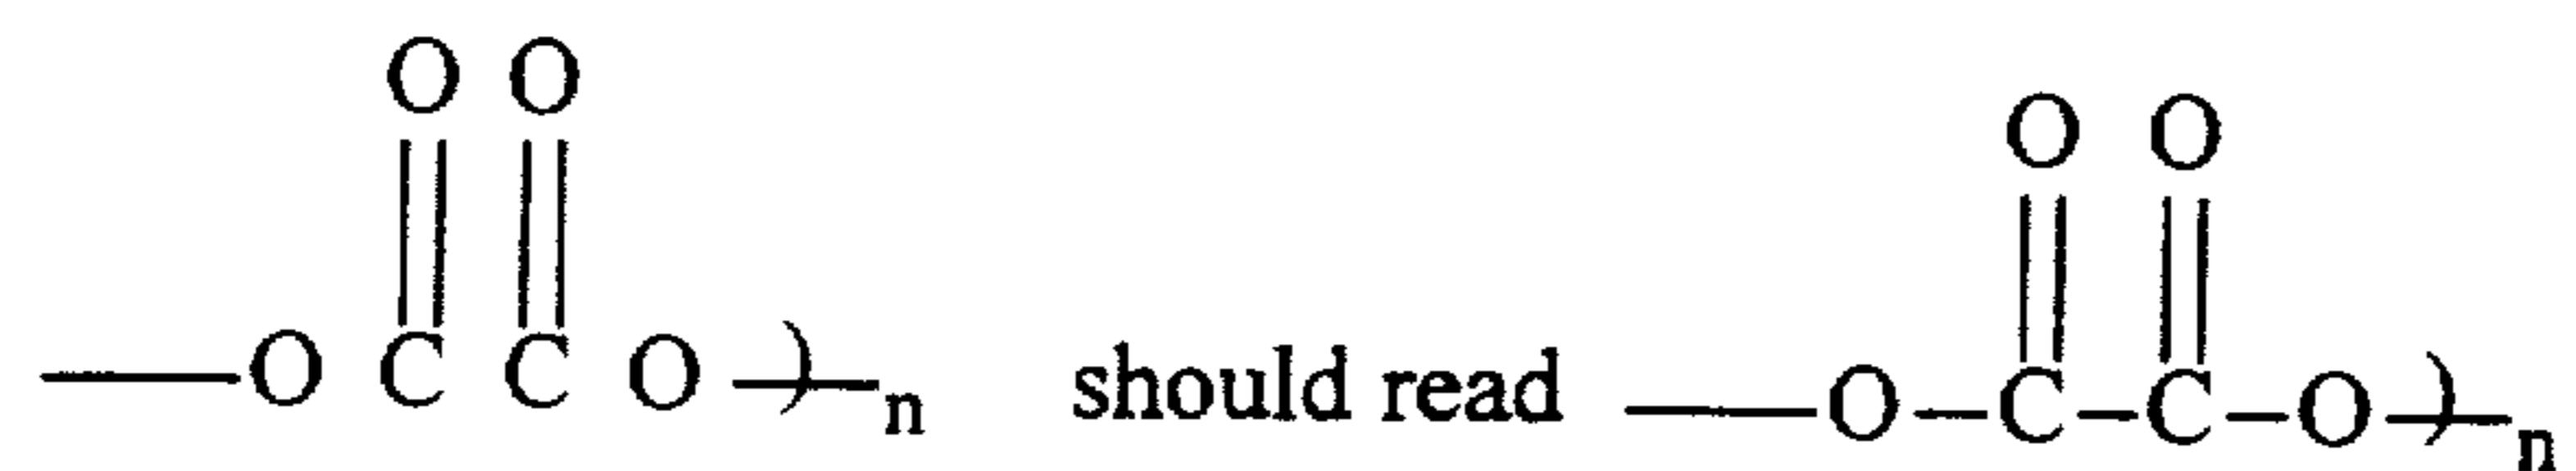 O O O O
O C C O )n should read O-C-C-O )n